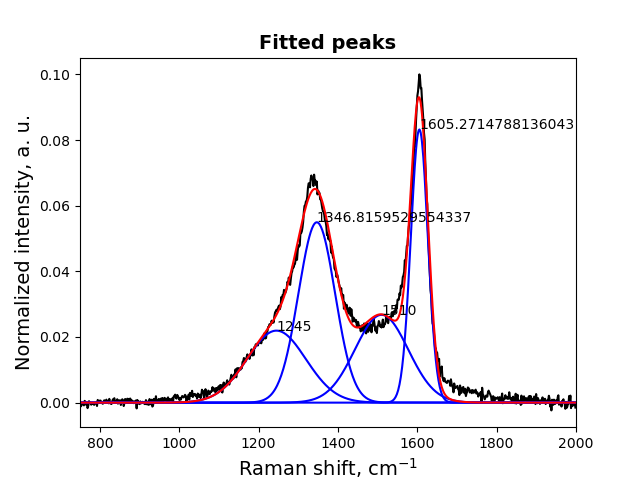 Fitted peaks
Normalized intensity, a. u.
0.10
0.08
0.06
0.04
0.02
0.00
1605.2714788136043
1346.8159529554337
1510
1245
800 1000 1200 1400 1600 1800 2000
Raman shift, cm⁻¹